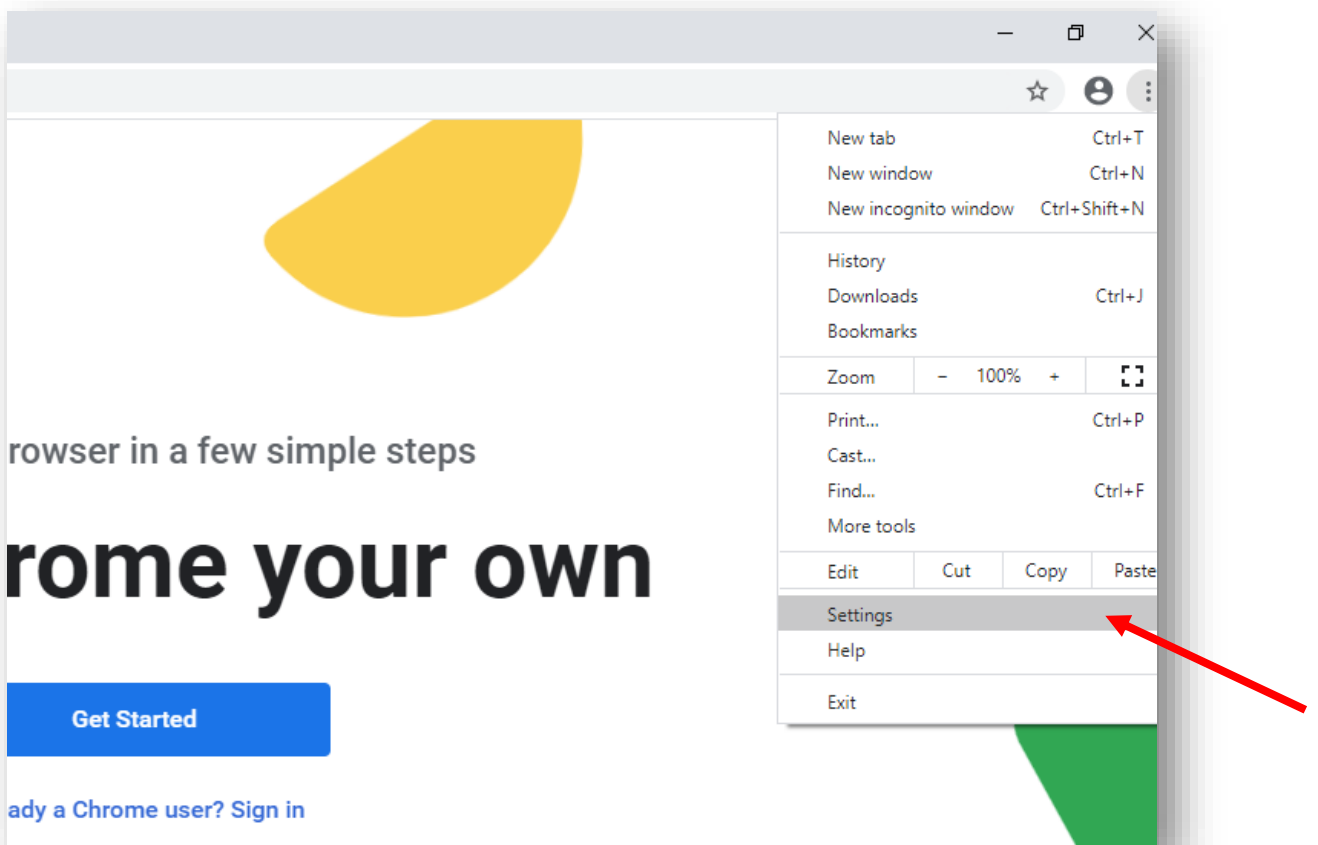 New tab Ctrl+T
New window Ctrl+N
New incognito window Ctrl+Shift+N
History
Downloads Ctrl+J
Bookmarks
Zoom − 100% +
Print... Ctrl+P
Cast...
Find... Ctrl+F
More tools
Edit Cut Copy Paste
Settings
Help
Exit
rowser in a few simple steps
rome your own
Get Started
ady a Chrome user? Sign in